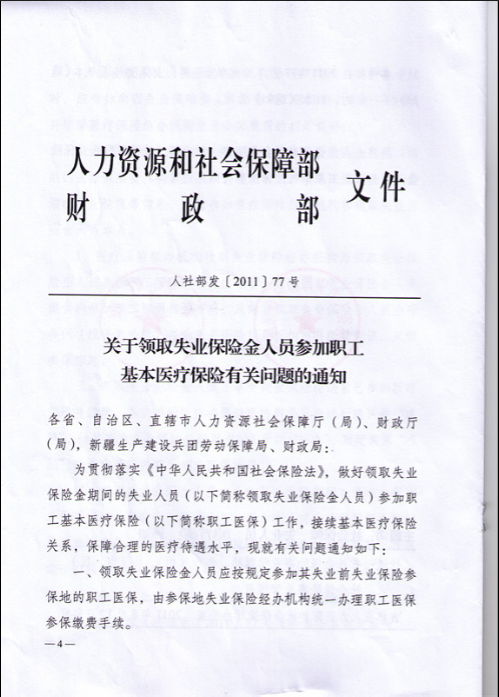 人力资源和社会保障部
财政部
文件
人社部发〔2011〕77号
关于领取失业保险金人员参加职工
基本医疗保险有关问题的通知
各省、自治区、直辖市人力资源社会保障厅（局）、财政厅
（局），新疆生产建设兵团劳动保障局、财政局：
为贯彻落实《中华人民共和国社会保险法》，做好领取失业
保险金期间的失业人员（以下简称领取失业保险金人员）参加职
工基本医疗保险（以下简称职工医保）工作，接续基本医疗保险
关系，保障合理的医疗待遇水平，现就有关问题通知如下：
一、领取失业保险金人员应按规定参加其失业前失业保险参
保地的职工医保，由参保地失业保险经办机构统一办理职工医保
参保缴费手续。
—4—